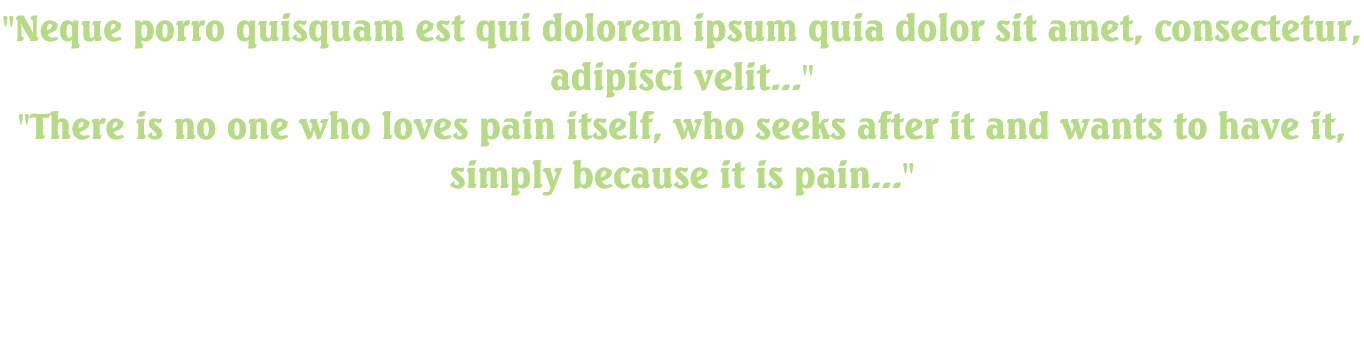 "Neque porro quisquam est qui dolorem ipsum quia dolor sit amet, consectetur,
adipisci velit..."
"There is no one who loves pain itself, who seeks after it and wants to have it,
simply because it is pain..."